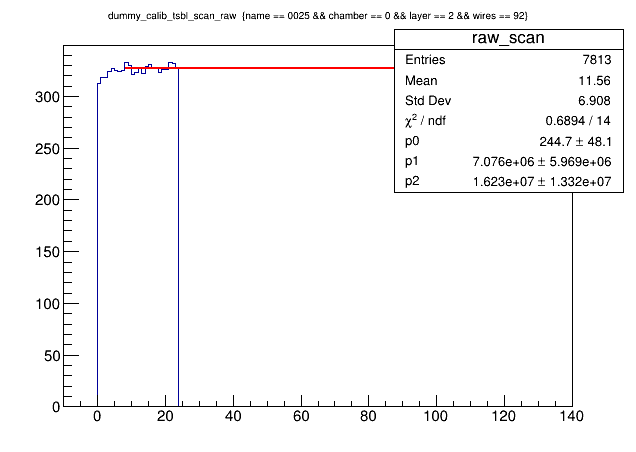 dummy_calib_tsbl_scan_raw {name == 0025 && chamber == 0 && layer == 2 && wires == 92}
raw_scan
Entries 7813
Mean 11.56
Std Dev 6.908
χ² / ndf 0.6894 / 14
p0 244.7 ± 48.1
p1 7.076e+06 ± 5.969e+06
p2 1.623e+07 ± 1.332e+07
300
250
200
150
100
50
0
0 20 40 60 80 100 120 140